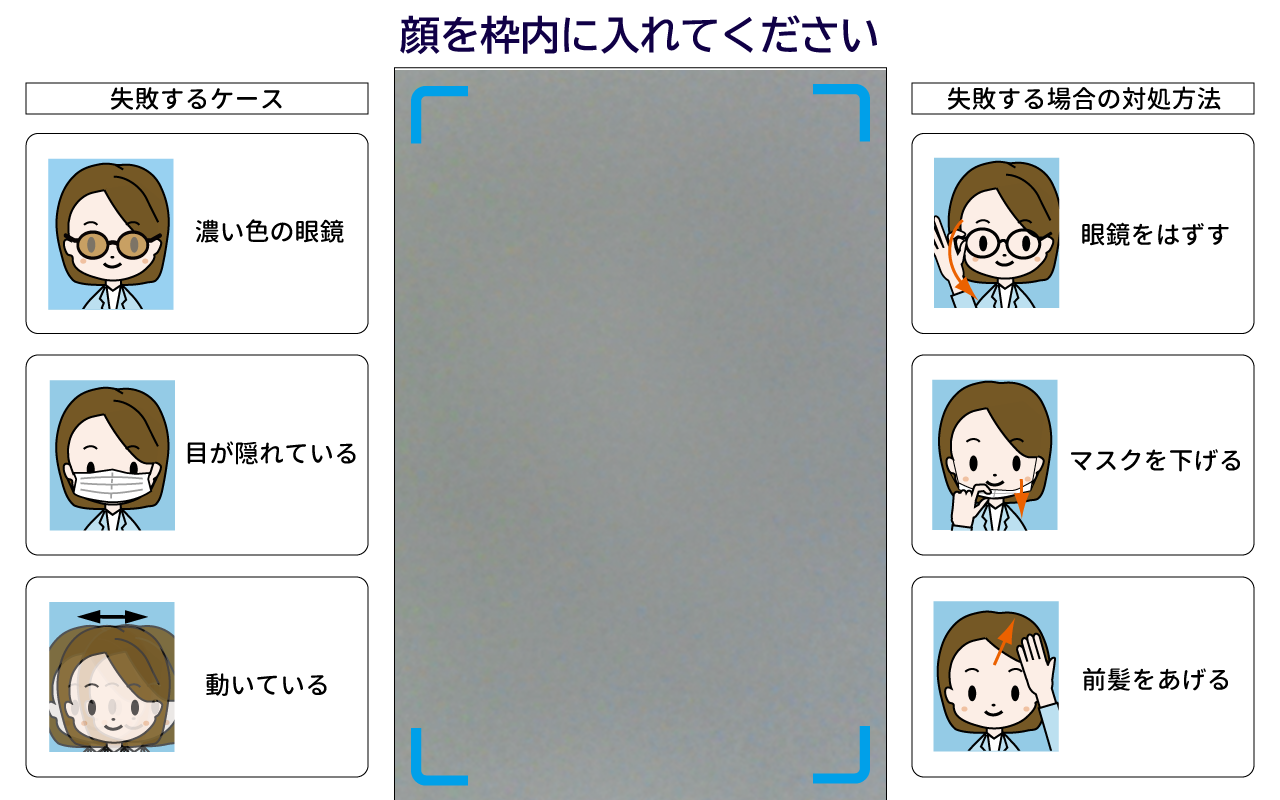 顔を枠内に入れてください
失敗するケース
濃い色の眼鏡
目が隠れている
動いている
失敗する場合の対処方法
眼鏡をはずす
マスクを下げる
前髪をあげる